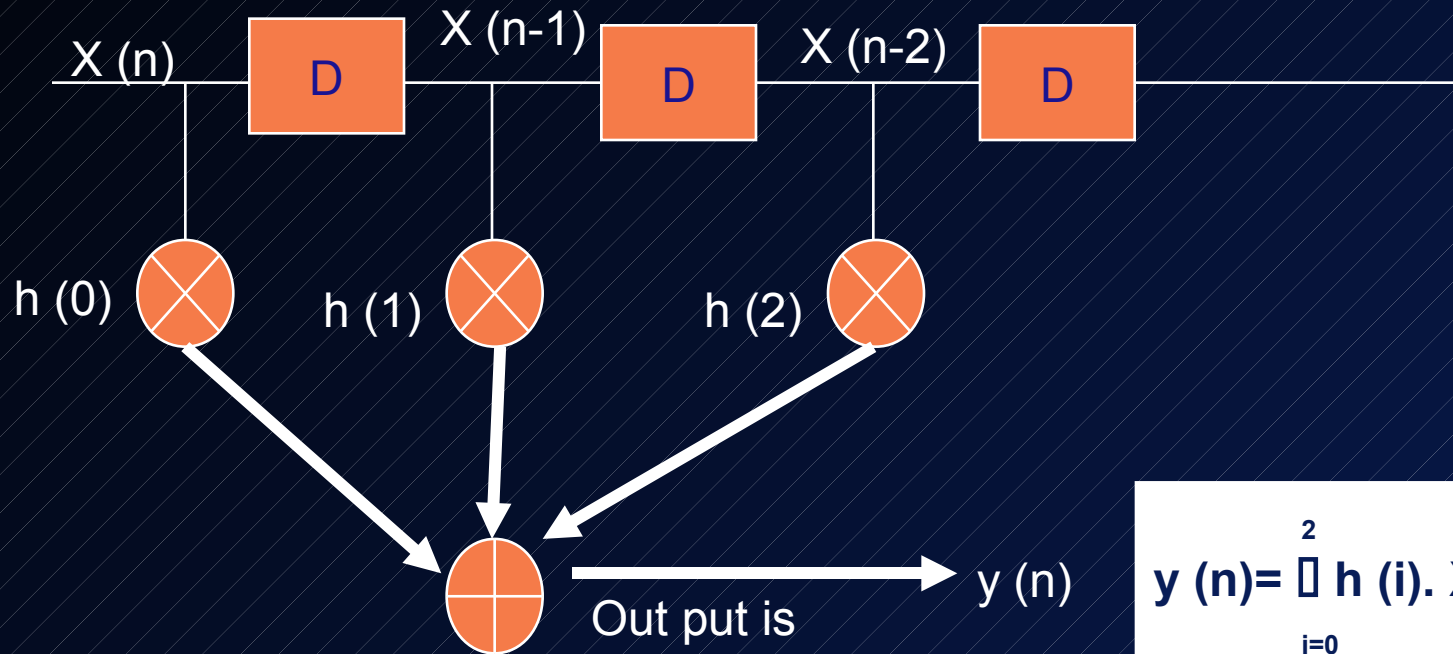 X (n)
D
X (n-1)
D
X (n-2)
D
h (0)
h (1)
h (2)
Out put is
y (n)
2
y (n)= h (i).
i=0